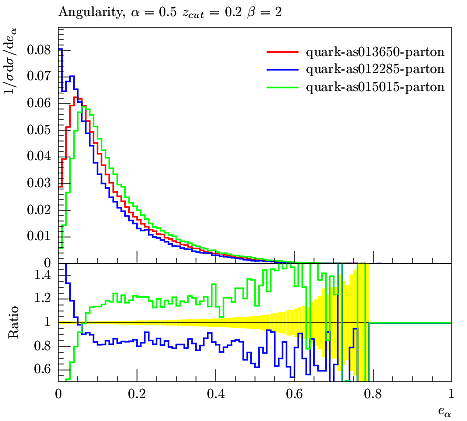 Angularity, α = 0.5 z_cut = 0.2 β = 2
1/σ dσ/de_α
quark-as013650-parton
quark-as012285-parton
quark-as015015-parton
0.08
0.07
0.06
0.05
0.04
0.03
0.02
0.01
0
Ratio
1.4
1.2
1
0.8
0.6
0 0.2 0.4 0.6 0.8 1
e_α